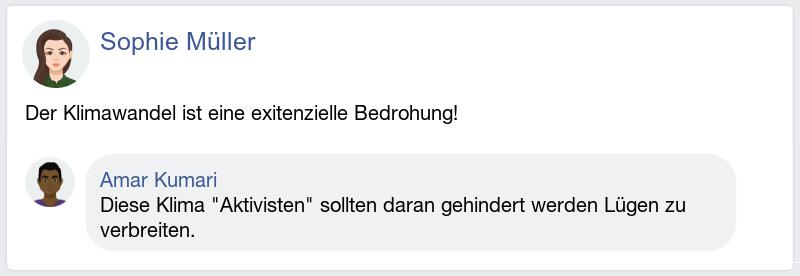 Sophie Müller
Der Klimawandel ist eine exitenzielle Bedrohung!
Amar Kumari
Diese Klima "Aktivisten" sollten daran gehindert werden Lügen zu
verbreiten.